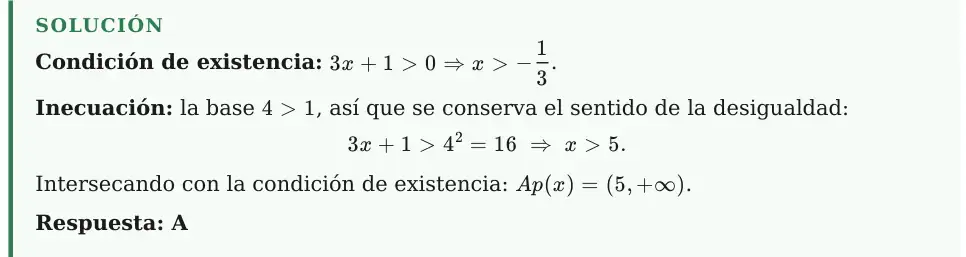 SOLUCIÓN
Condición de existencia: 3x + 1 > 0 ⇒ x > −1/3.
Inecuación: la base 4 > 1, así que se conserva el sentido de la desigualdad:
3x + 1 > 4² = 16 ⇒ x > 5.
Intersecando con la condición de existencia: Ap(x) = (5, +∞).
Respuesta: A